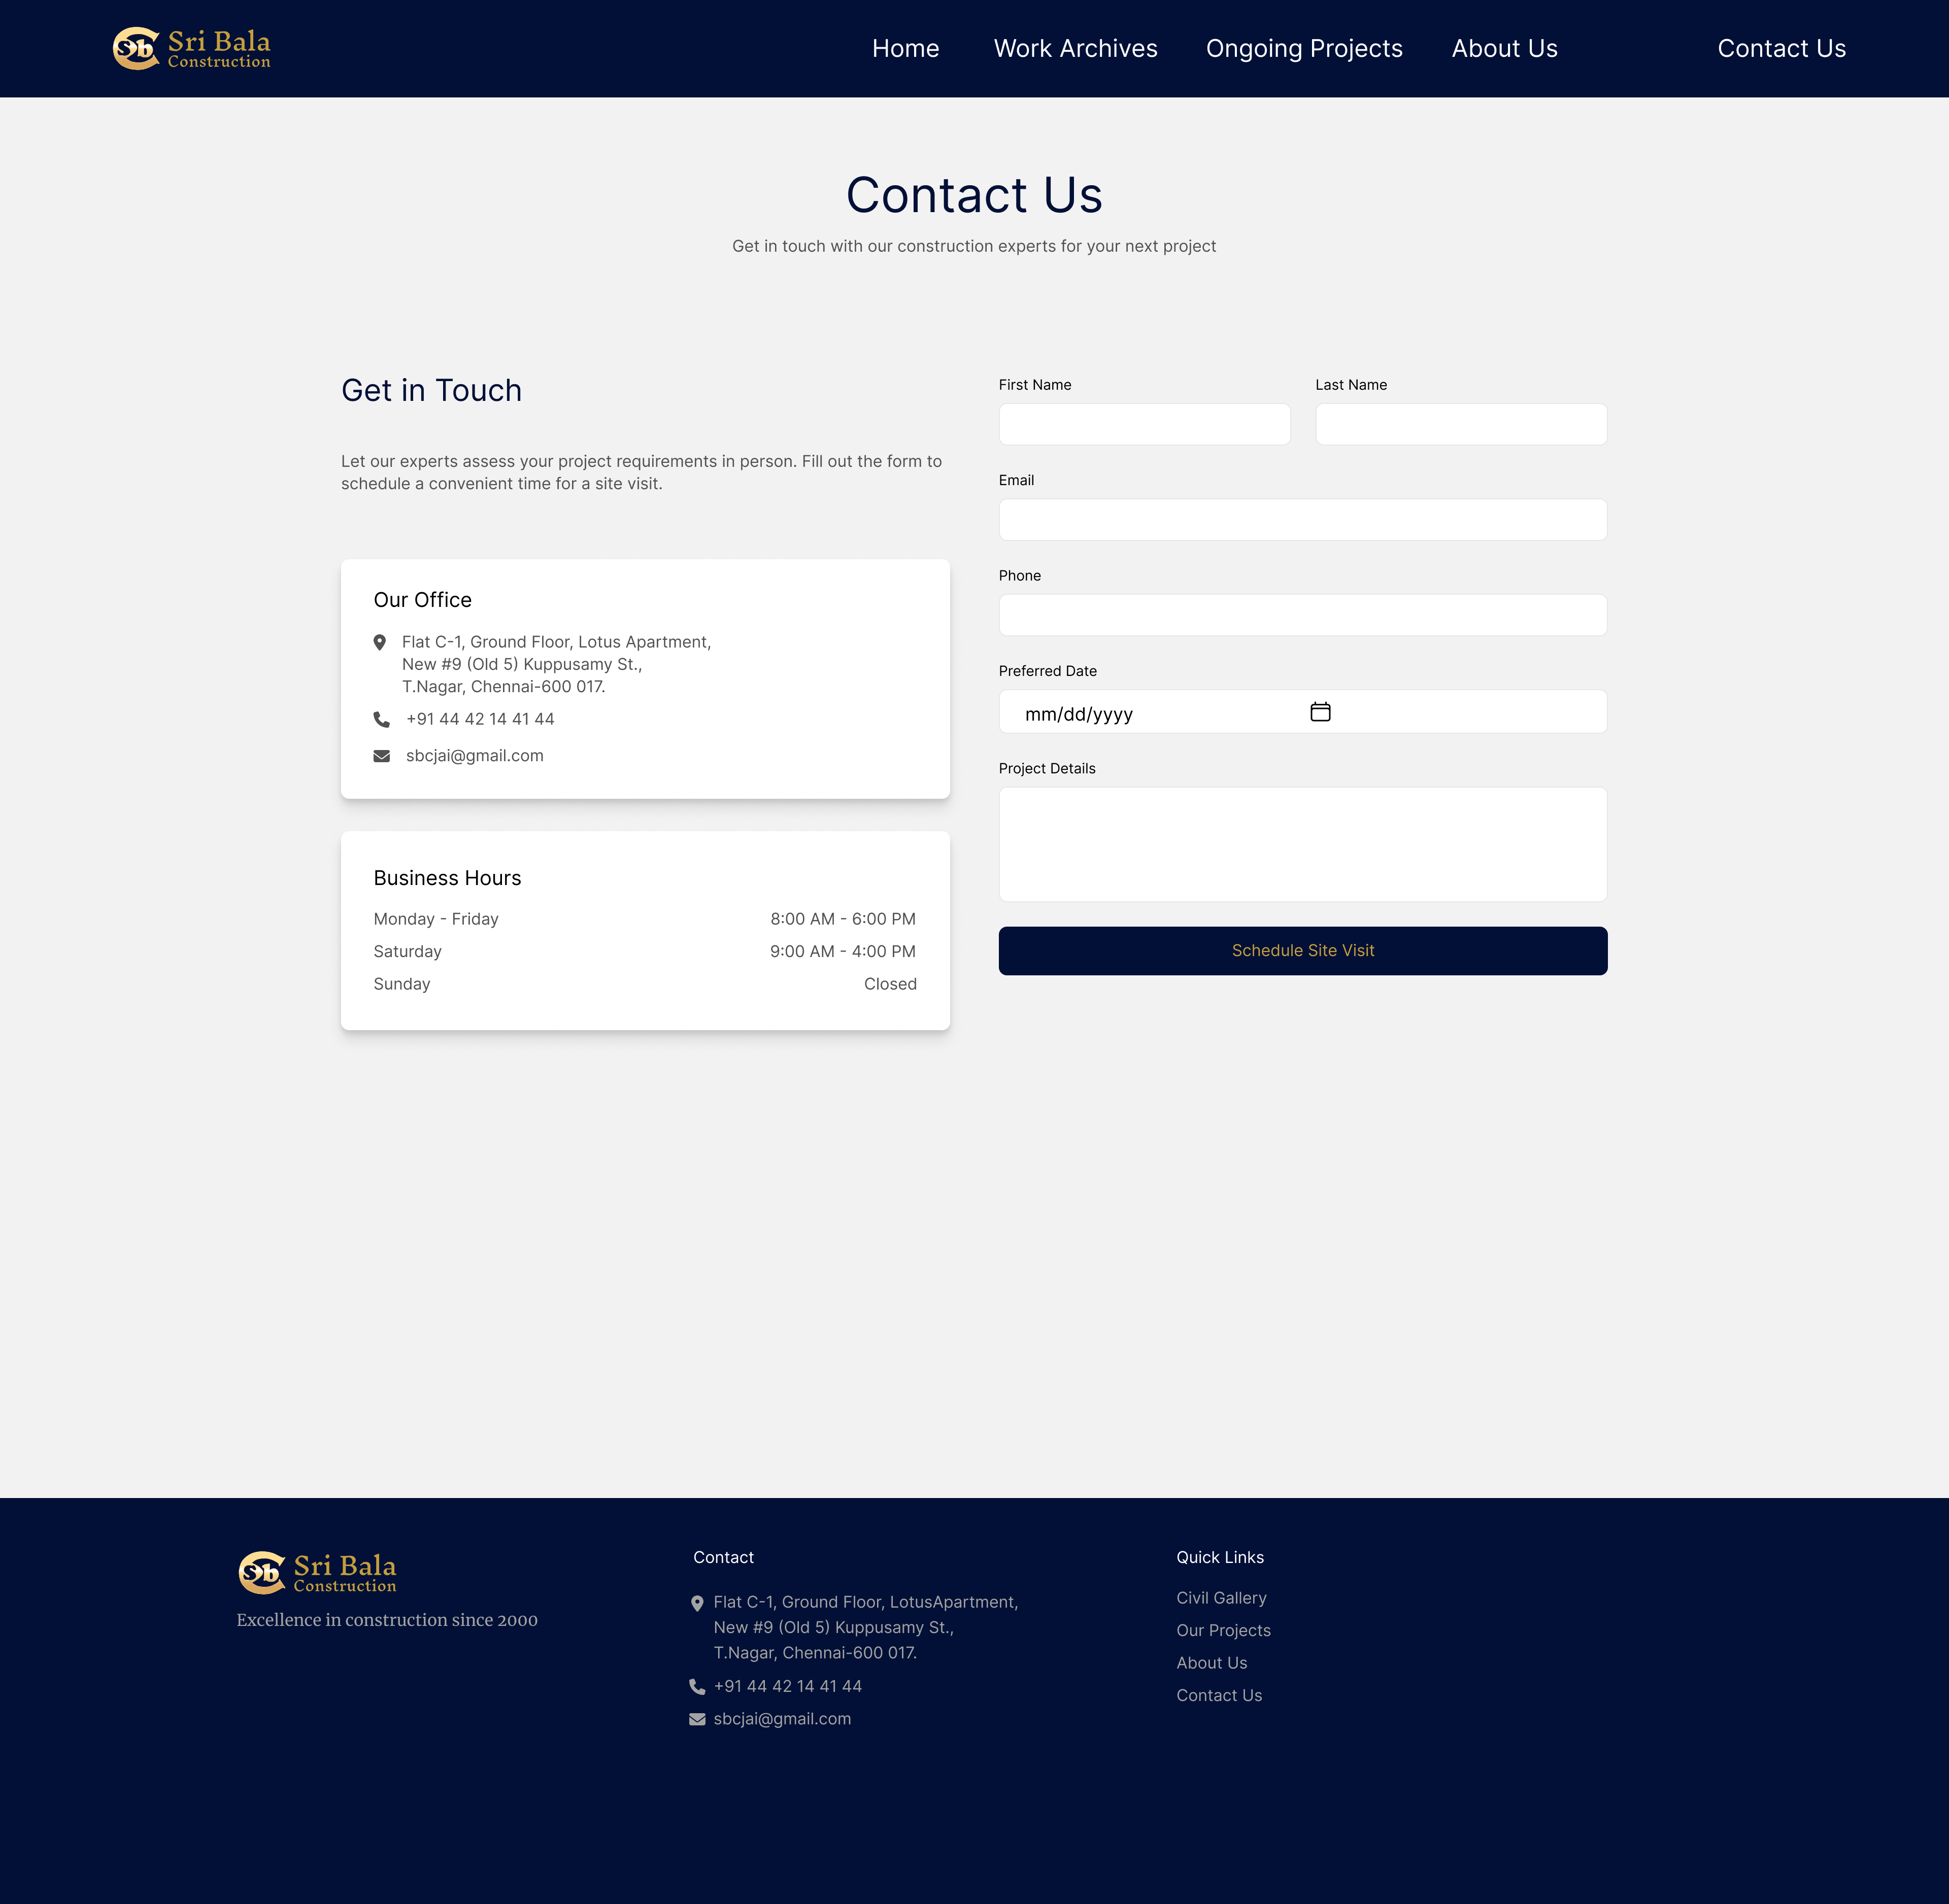 Sb Sri Bala
Construction
Home Work Archives Ongoing Projects About Us Contact Us
Contact Us
Get in touch with our construction experts for your next project
Get in Touch
Let our experts assess your project requirements in person. Fill out the form to
schedule a convenient time for a site visit.
Our Office
Flat C-1, Ground Floor, Lotus Apartment,
New #9 (Old 5) Kuppusamy St.,
T.Nagar, Chennai-600 017.
+91 44 42 14 41 44
sbcjai@gmail.com
Business Hours
Monday - Friday 8:00 AM - 6:00 PM
Saturday 9:00 AM - 4:00 PM
Sunday Closed
First Name Last Name
Email
Phone
Preferred Date
mm/dd/yyyy
Project Details
Schedule Site Visit
Sb Sri Bala
Construction
Excellence in construction since 2000
Contact
Flat C-1, Ground Floor, LotusApartment,
New #9 (Old 5) Kuppusamy St.,
T.Nagar, Chennai-600 017.
+91 44 42 14 41 44
sbcjai@gmail.com
Quick Links
Civil Gallery
Our Projects
About Us
Contact Us